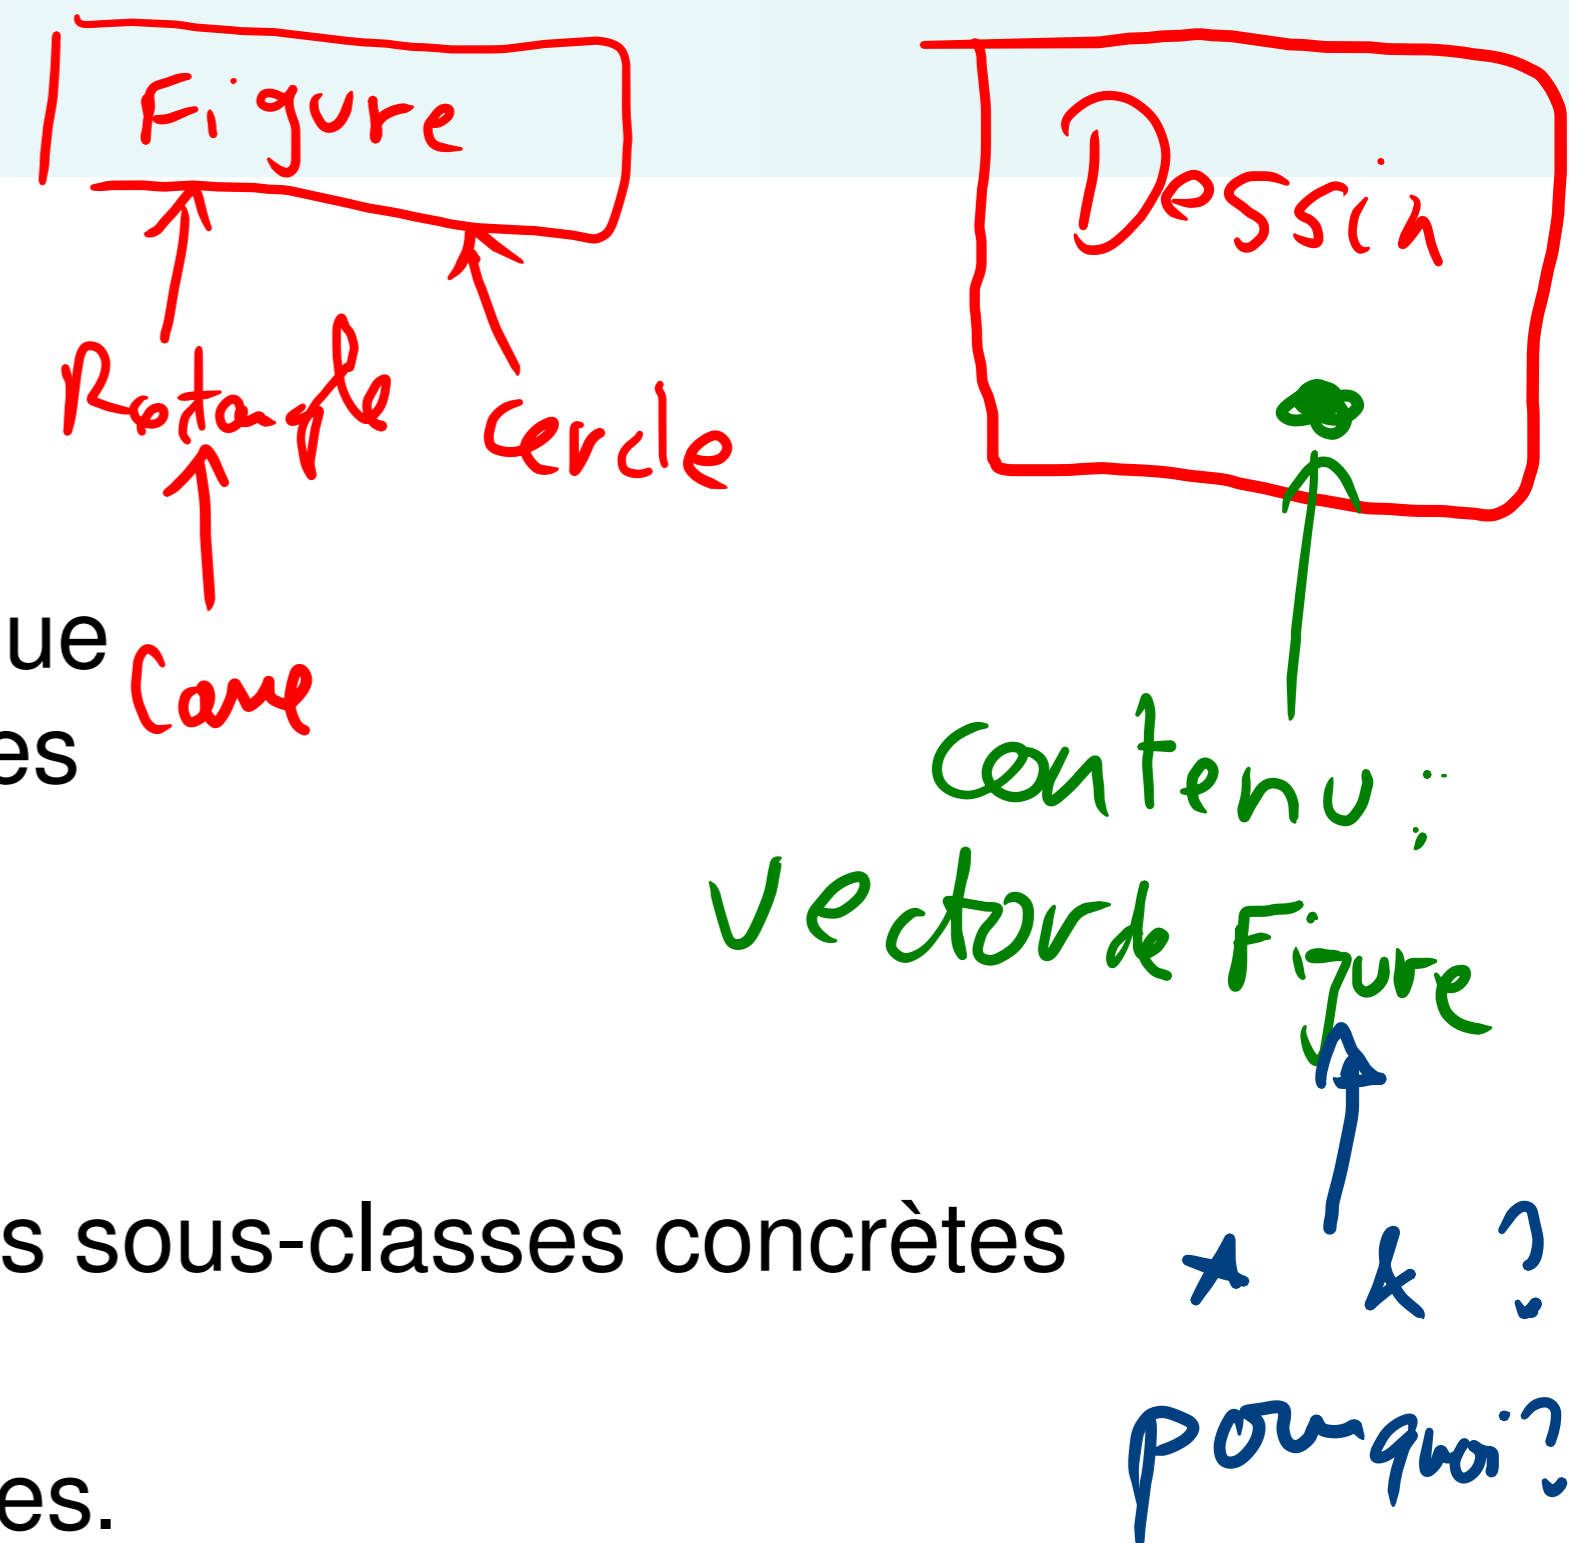 Figure
Dessin
Rectangle cercle
ue
Carré
es
contenu :
vector de Figure
s sous-classes concrètes
* & ?
pourquoi ?
es.